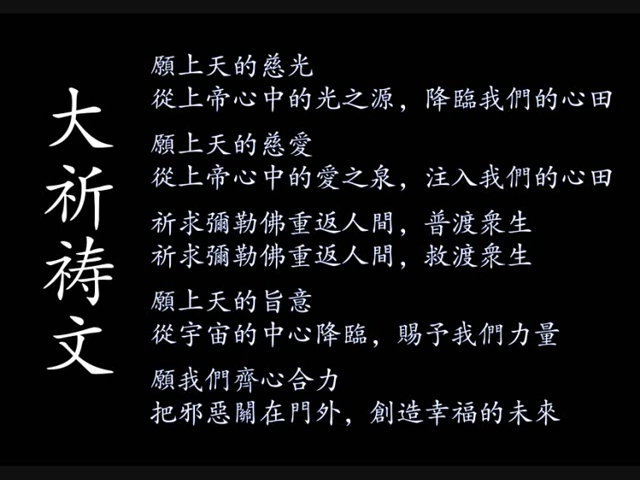 大祈祷文
願上天的慈光
從上帝心中的光之源，降臨我們的心田
願上天的慈愛
從上帝心中的愛之泉，注入我們的心田
祈求彌勒佛重返人間，普渡衆生
祈求彌勒佛重返人間，救渡衆生
願上天的旨意
從宇宙的中心降臨，賜予我們力量
願我們齊心合力
把邪惡關在門外，創造幸福的未來